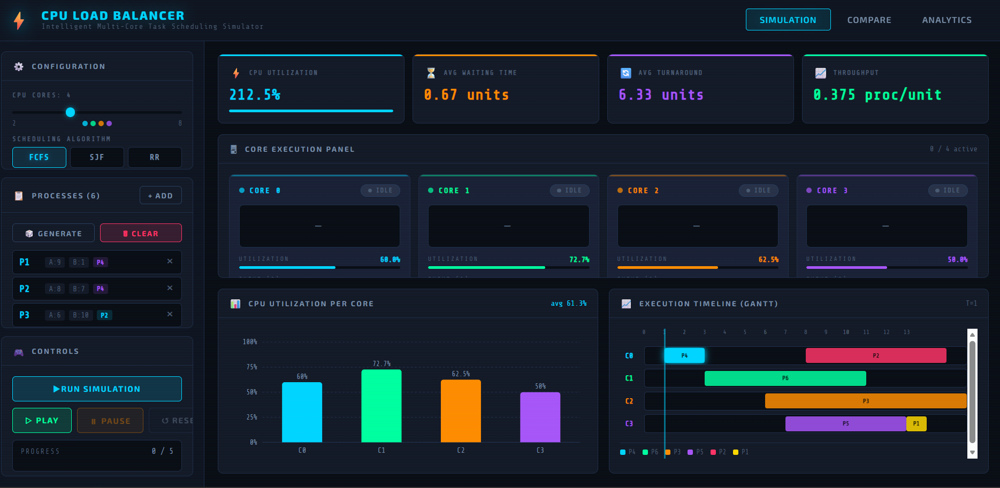 CPU LOAD BALANCER
Intelligent Multi-Core Task Scheduling Simulator
SIMULATION
COMPARE
ANALYTICS
CONFIGURATION
CPU CORES: 4
2
8
SCHEDULING ALGORITHM
FCFS
SJF
RR
PROCESSES (6)
+ ADD
GENERATE
CLEAR
P1 A:9 B:1 P4 ×
P2 A:8 B:7 P4 ×
P3 A:6 B:10 P2 ×
CONTROLS
RUN SIMULATION
PLAY
PAUSE
RESE
PROGRESS
0 / 5
CPU UTILIZATION
212.5%
AVG WAITING TIME
0.67 units
AVG TURNAROUND
6.33 units
THROUGHPUT
0.375 proc/unit
CORE EXECUTION PANEL
0 / 4 active
CORE 0
IDLE
—
UTILIZATION
60.0%
CORE 1
IDLE
—
UTILIZATION
72.7%
CORE 2
IDLE
—
UTILIZATION
62.5%
CORE 3
IDLE
—
UTILIZATION
50.0%
CPU UTILIZATION PER CORE
avg 61.3%
100%
75%
50%
25%
0%
60%
72.7%
62.5%
50%
C0
C1
C2
C3
EXECUTION TIMELINE (GANTT)
T=1
0 1 2 3 4 5 6 7 8 9 10 11 12 13
C0 P4 P2
C1 P6
C2 P3
C3 P5 P1
P4 P6 P3 P5 P2 P1